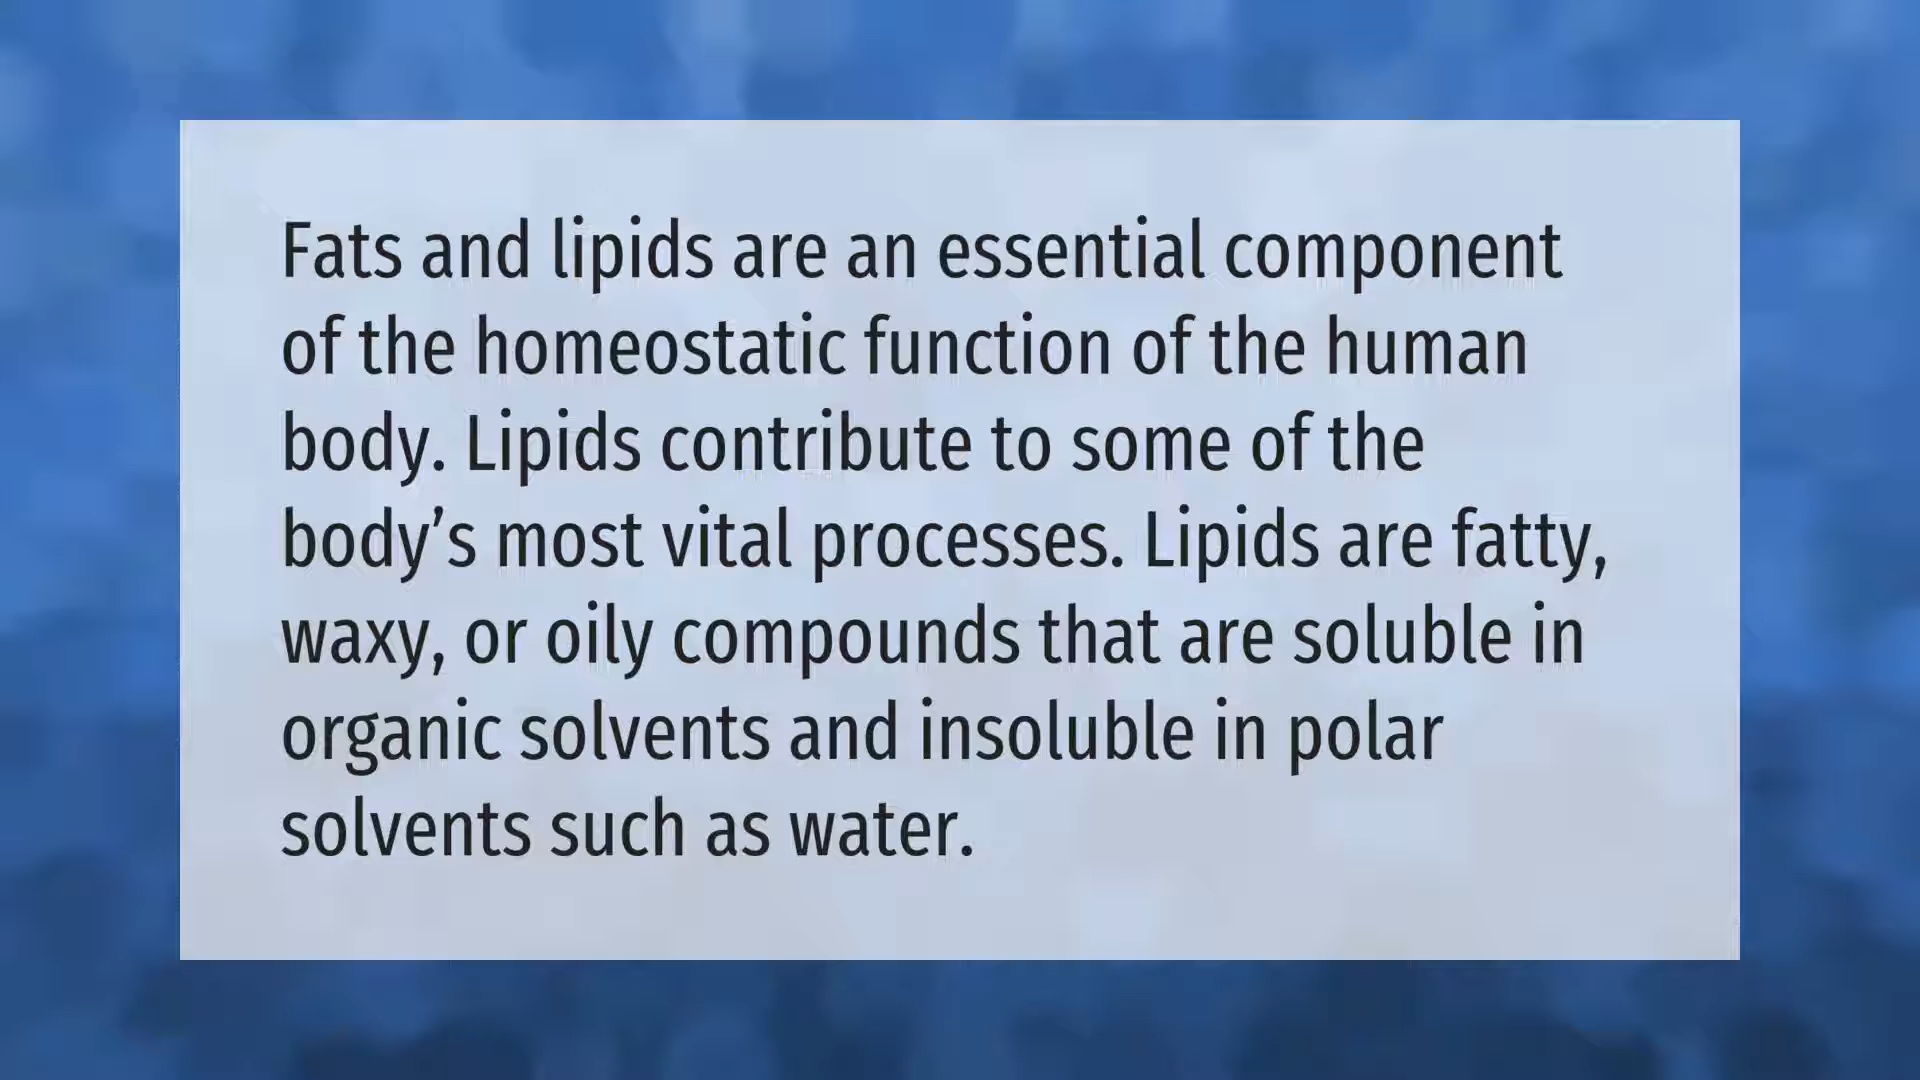 Fats and lipids are an essential component
of the homeostatic function of the human
body. Lipids contribute to some of the
body’s most vital processes. Lipids are fatty,
waxy, or oily compounds that are soluble in
organic solvents and insoluble in polar
solvents such as water.